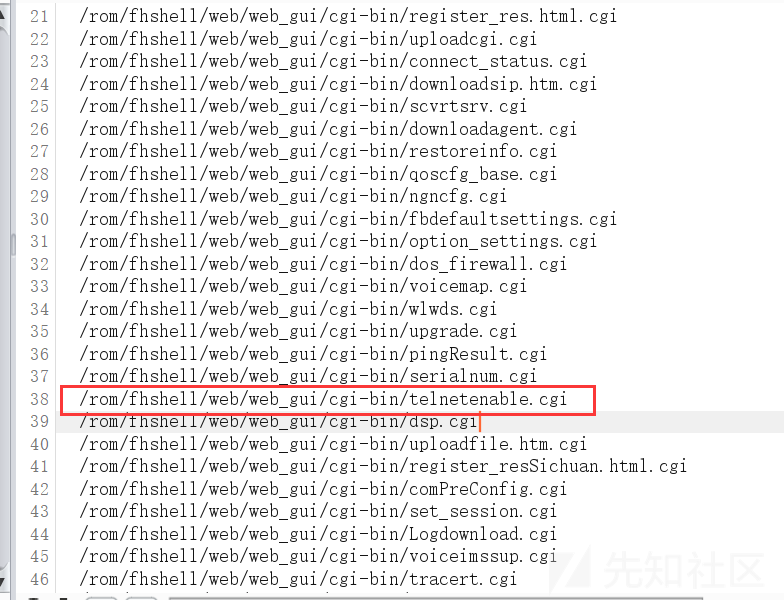 21 /rom/fhshell/web/web_gui/cgi-bin/register_res.html.cgi
22 /rom/fhshell/web/web_gui/cgi-bin/uploadcgi.cgi
23 /rom/fhshell/web/web_gui/cgi-bin/connect_status.cgi
24 /rom/fhshell/web/web_gui/cgi-bin/downloadsip.htm.cgi
25 /rom/fhshell/web/web_gui/cgi-bin/scvrtsrv.cgi
26 /rom/fhshell/web/web_gui/cgi-bin/downloadagent.cgi
27 /rom/fhshell/web/web_gui/cgi-bin/restoreinfo.cgi
28 /rom/fhshell/web/web_gui/cgi-bin/qoscfg_base.cgi
29 /rom/fhshell/web/web_gui/cgi-bin/ngncfg.cgi
30 /rom/fhshell/web/web_gui/cgi-bin/fbdefaultsettings.cgi
31 /rom/fhshell/web/web_gui/cgi-bin/option_settings.cgi
32 /rom/fhshell/web/web_gui/cgi-bin/dos_firewall.cgi
33 /rom/fhshell/web/web_gui/cgi-bin/voicemap.cgi
34 /rom/fhshell/web/web_gui/cgi-bin/wlwds.cgi
35 /rom/fhshell/web/web_gui/cgi-bin/upgrade.cgi
36 /rom/fhshell/web/web_gui/cgi-bin/pingResult.cgi
37 /rom/fhshell/web/web_gui/cgi-bin/serialnum.cgi
38 /rom/fhshell/web/web_gui/cgi-bin/telnetenable.cgi
39 /rom/fhshell/web/web_gui/cgi-bin/dsp.cgi
40 /rom/fhshell/web/web_gui/cgi-bin/uploadfile.htm.cgi
41 /rom/fhshell/web/web_gui/cgi-bin/register_resSichuan.html.cgi
42 /rom/fhshell/web/web_gui/cgi-bin/comPreConfig.cgi
43 /rom/fhshell/web/web_gui/cgi-bin/set_session.cgi
44 /rom/fhshell/web/web_gui/cgi-bin/Logdownload.cgi
45 /rom/fhshell/web/web_gui/cgi-bin/voiceimssup.cgi
46 /rom/fhshell/web/web_gui/cgi-bin/tracert.cgi
先知社区